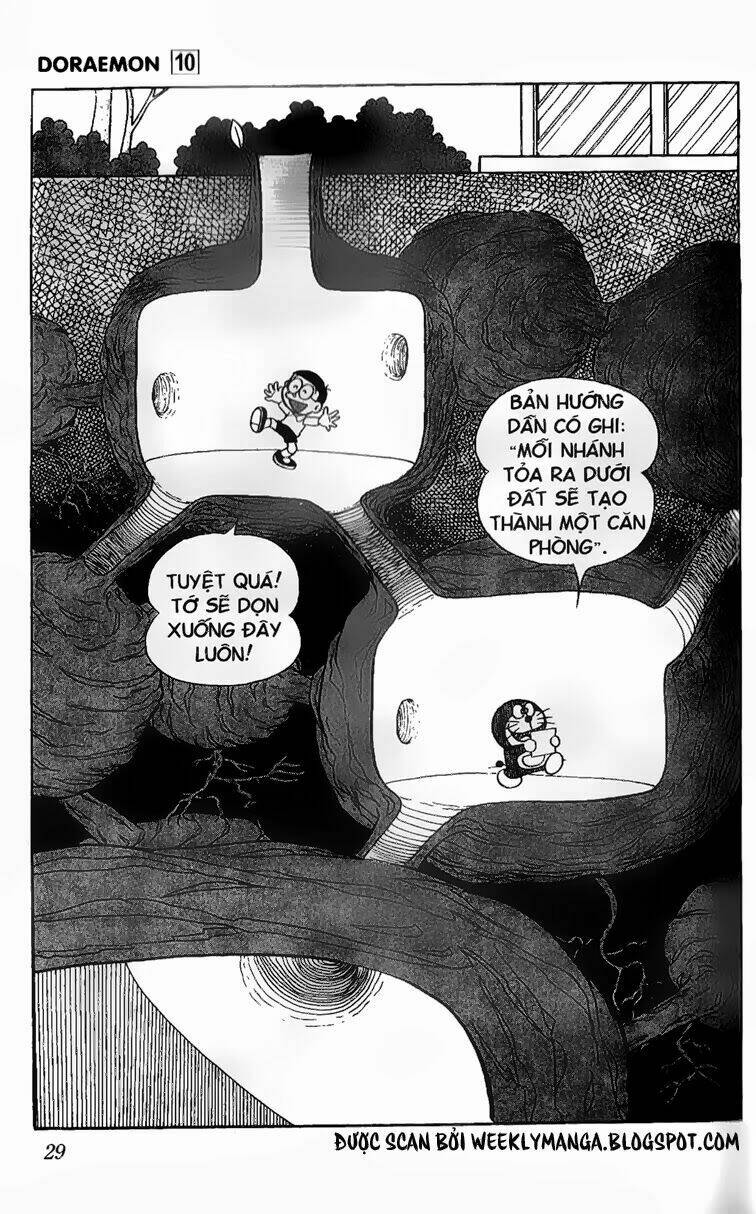 DORAEMON 10
BẢN HƯỚNG
DẪN CÓ GHI:
"MỖI NHÁNH
TỎA RA DƯỚI
ĐẤT SẼ TẠO
THÀNH MỘT CĂN
PHÒNG".
TUYỆT QUÁ!
TỚ SẼ DỌN
XUỐNG ĐÂY
LUÔN!
29
ĐƯỢC SCAN BỞI WEEKLYMANGA.BLOGSPOT.COM